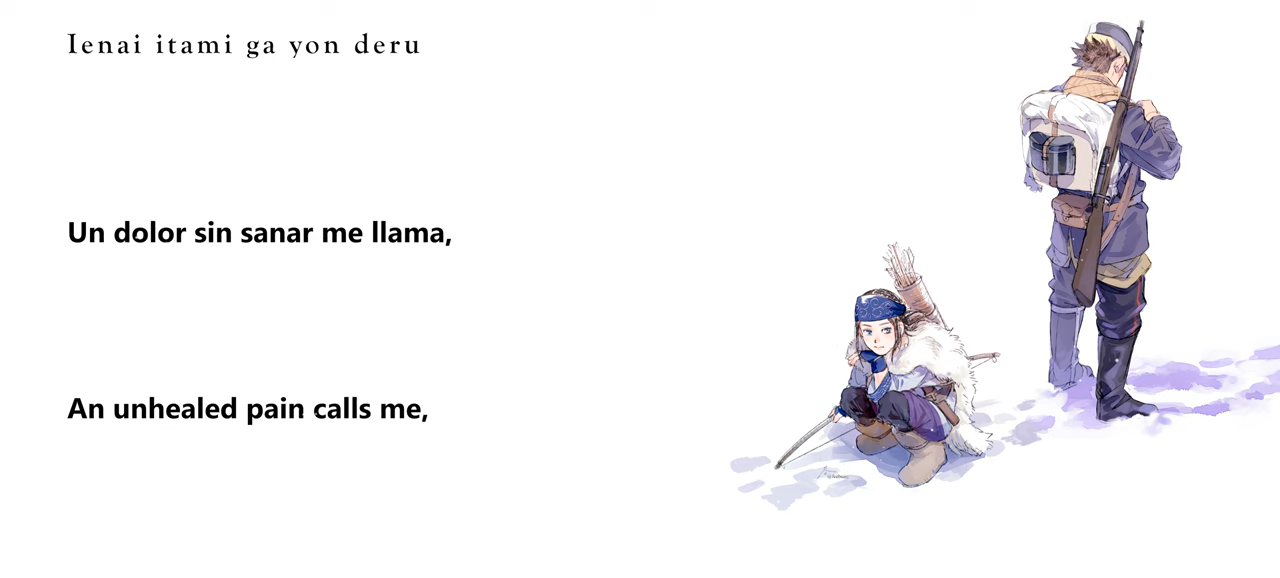 Ienai itami ga yon deru
Un dolor sin sanar me llama,
An unhealed pain calls me,